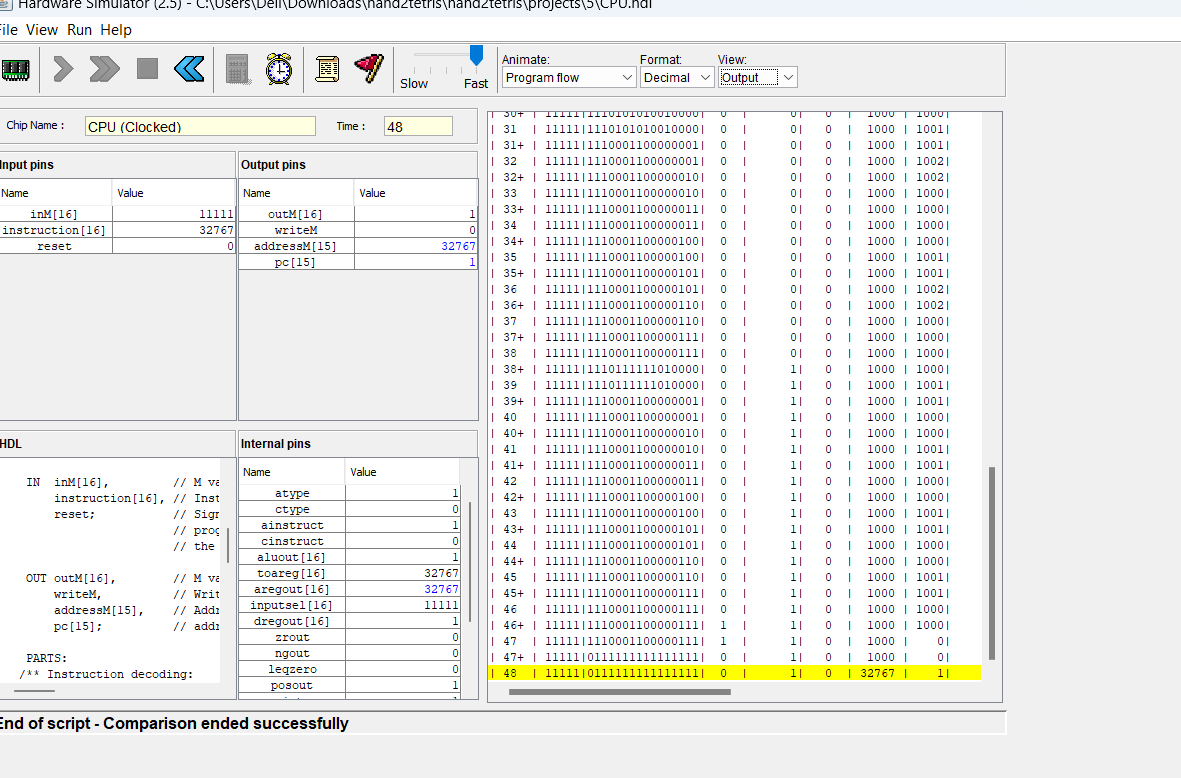 Hardware Simulator (2.5) - C:\Users\Dell\Downloads\nand2tetris\nand2tetris\projects\5\CPU.hdl
File View Run Help
Slow Fast
Animate: Format: View:
Program flow Decimal Output
Chip Name : CPU (Clocked) Time : 48
Input pins
Name Value
inM[16] 11111
instruction[16] 32767
reset 0
Output pins
Name Value
outM[16] 1
writeM 0
addressM[15] 32767
pc[15] 1
HDL
IN inM[16], // M va
instruction[16], // Inst
reset; // Sign
// prog
// the
OUT outM[16], // M va
writeM, // Writ
addressM[15], // Addr
pc[15]; // addr
PARTS:
/** Instruction decoding:
Internal pins
Name Value
atype 1
ctype 0
ainstruct 1
cinstruct 0
aluout[16] 1
toareg[16] 32767
aregout[16] 32767
inputsel[16] 11111
dregout[16] 1
zrout 0
ngout 0
leqzero 0
posout 1
| 30+ | 11111|1110101010010000| 0 | 0| 0 | 1000 | 1000|
| 31 | 11111|1110101010010000| 0 | 0| 0 | 1000 | 1001|
| 31+ | 11111|1110001100000001| 0 | 0| 0 | 1000 | 1001|
| 32 | 11111|1110001100000001| 0 | 0| 0 | 1000 | 1002|
| 32+ | 11111|1110001100000010| 0 | 0| 0 | 1000 | 1002|
| 33 | 11111|1110001100000010| 0 | 0| 0 | 1000 | 1000|
| 33+ | 11111|1110001100000011| 0 | 0| 0 | 1000 | 1000|
| 34 | 11111|1110001100000011| 0 | 0| 0 | 1000 | 1000|
| 34+ | 11111|1110001100000100| 0 | 0| 0 | 1000 | 1000|
| 35 | 11111|1110001100000100| 0 | 0| 0 | 1000 | 1001|
| 35+ | 11111|1110001100000101| 0 | 0| 0 | 1000 | 1001|
| 36 | 11111|1110001100000101| 0 | 0| 0 | 1000 | 1002|
| 36+ | 11111|1110001100000110| 0 | 0| 0 | 1000 | 1002|
| 37 | 11111|1110001100000110| 0 | 0| 0 | 1000 | 1000|
| 37+ | 11111|1110001100000111| 0 | 0| 0 | 1000 | 1000|
| 38 | 11111|1110001100000111| 0 | 0| 0 | 1000 | 1000|
| 38+ | 11111|1110111111010000| 0 | 1| 0 | 1000 | 1000|
| 39 | 11111|1110111111010000| 0 | 1| 0 | 1000 | 1001|
| 39+ | 11111|1110001100000001| 0 | 1| 0 | 1000 | 1001|
| 40 | 11111|1110001100000001| 0 | 1| 0 | 1000 | 1000|
| 40+ | 11111|1110001100000010| 0 | 1| 0 | 1000 | 1000|
| 41 | 11111|1110001100000010| 0 | 1| 0 | 1000 | 1001|
| 41+ | 11111|1110001100000011| 0 | 1| 0 | 1000 | 1001|
| 42 | 11111|1110001100000011| 0 | 1| 0 | 1000 | 1000|
| 42+ | 11111|1110001100000100| 0 | 1| 0 | 1000 | 1000|
| 43 | 11111|1110001100000100| 0 | 1| 0 | 1000 | 1001|
| 43+ | 11111|1110001100000101| 0 | 1| 0 | 1000 | 1001|
| 44 | 11111|1110001100000101| 0 | 1| 0 | 1000 | 1000|
| 44+ | 11111|1110001100000110| 0 | 1| 0 | 1000 | 1000|
| 45 | 11111|1110001100000110| 0 | 1| 0 | 1000 | 1001|
| 45+ | 11111|1110001100000111| 0 | 1| 0 | 1000 | 1001|
| 46 | 11111|1110001100000111| 0 | 1| 0 | 1000 | 1000|
| 46+ | 11111|1110001100000111| 1 | 1| 0 | 1000 | 1000|
| 47 | 11111|1110001100000111| 1 | 1| 0 | 1000 | 0|
| 47+ | 11111|0111111111111111| 0 | 1| 0 | 1000 | 0|
| 48 | 11111|0111111111111111| 0 | 1| 0 | 32767 | 1|
End of script - Comparison ended successfully